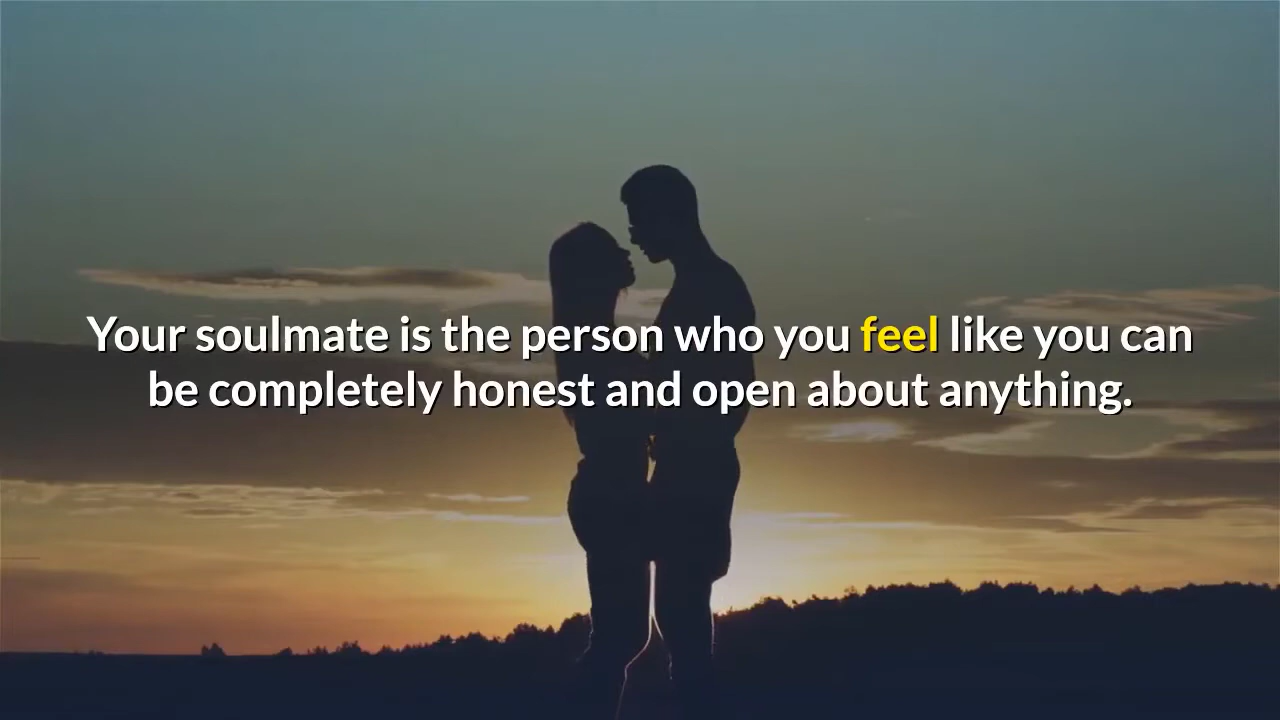 Your soulmate is the person who you feel like you can
be completely honest and open about anything.